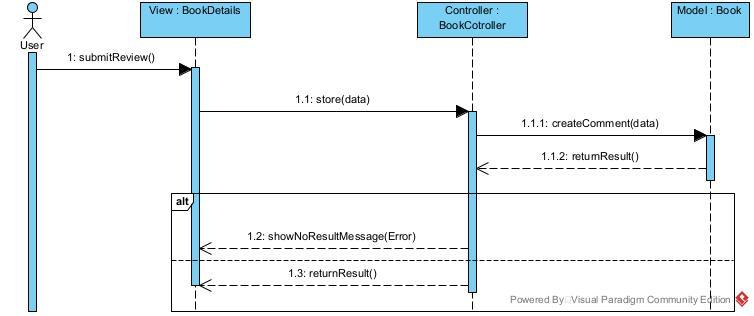 View : BookDetails
Controller :
BookCotroller
Model : Book
User
1: submitReview()
1.1: store(data)
1.1.1: createComment(data)
1.1.2: returnResult()
alt
1.2: showNoResultMessage(Error)
1.3: returnResult()
Powered By Visual Paradigm Community Edition